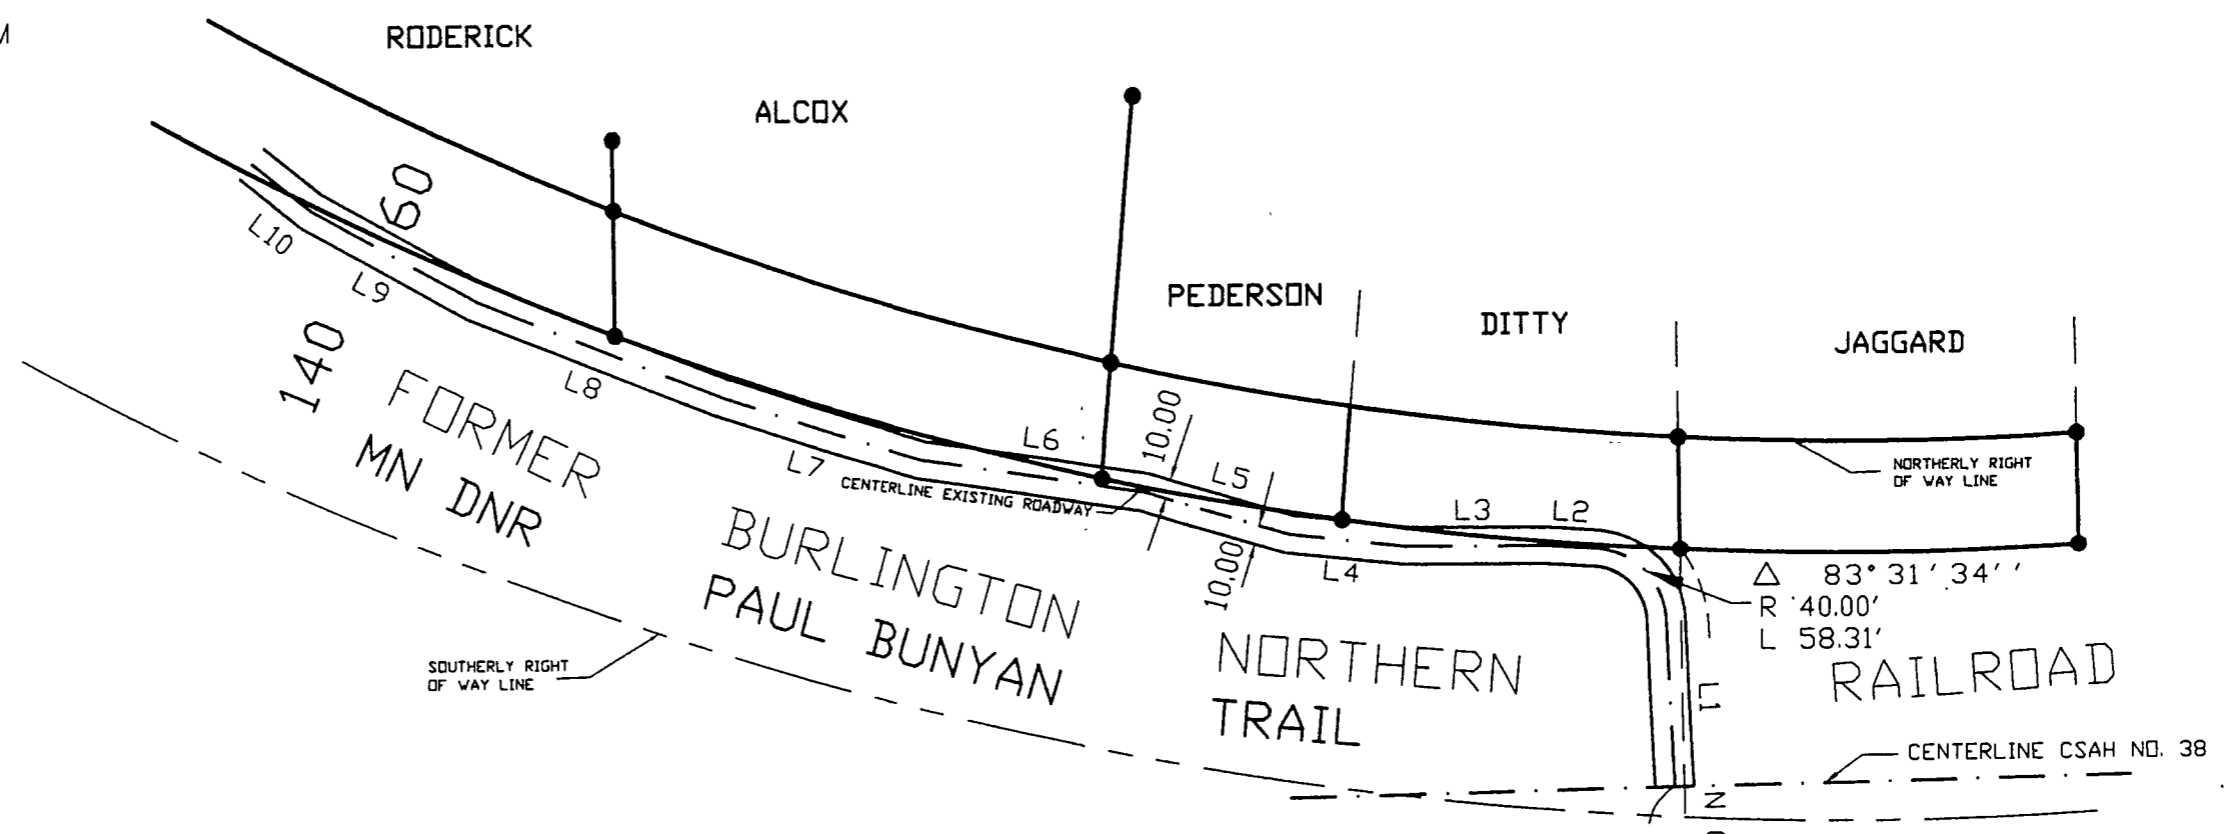 M
RODERICK
ALCOX
PEDERSON
DITTY
JAGGARD
60
140
L10
L9
L8
L7
L6
L5
L4
L3
L2
L1
10.00
10.00
CENTERLINE EXISTING ROADWAY
NORTHERLY RIGHT
OF WAY LINE
SOUTHERLY RIGHT
OF WAY LINE
FORMER
MN DNR
BURLINGTON
PAUL BUNYAN
NORTHERN
TRAIL
RAILROAD
Δ 83°31'34''
R 40.00'
L 58.31'
CENTERLINE CSAH NO. 38
N